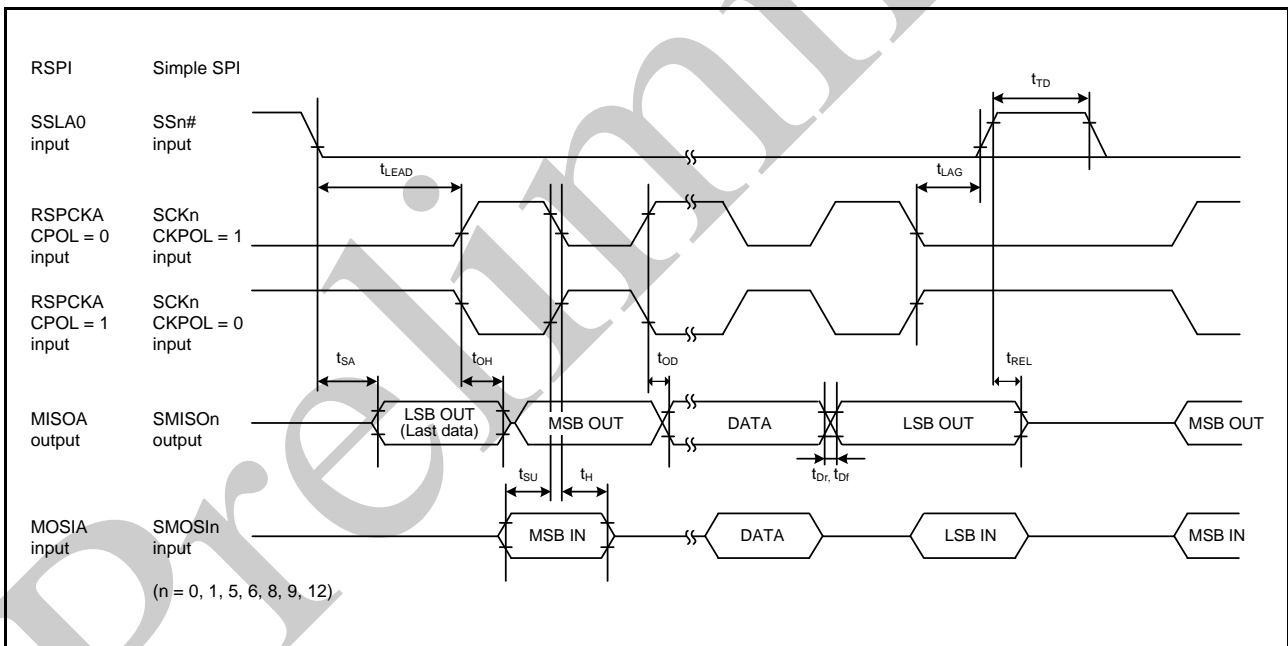 RSPI Simple SPI
tTD
SSLA0 SSn#
input input
tLEAD tLAG
RSPCKA SCKn
CPOL = 0 CKPOL = 1
input input
RSPCKA SCKn
CPOL = 1 CKPOL = 0
input input
tSA tOH tOD tREL
MISOA SMISOn LSB OUT MSB OUT DATA LSB OUT MSB OUT
output output (Last data)
tSU tH tDr, tDf
MOSIA SMOSIn MSB IN DATA LSB IN MSB IN
input input
(n = 0, 1, 5, 6, 8, 9, 12)
Prelimin